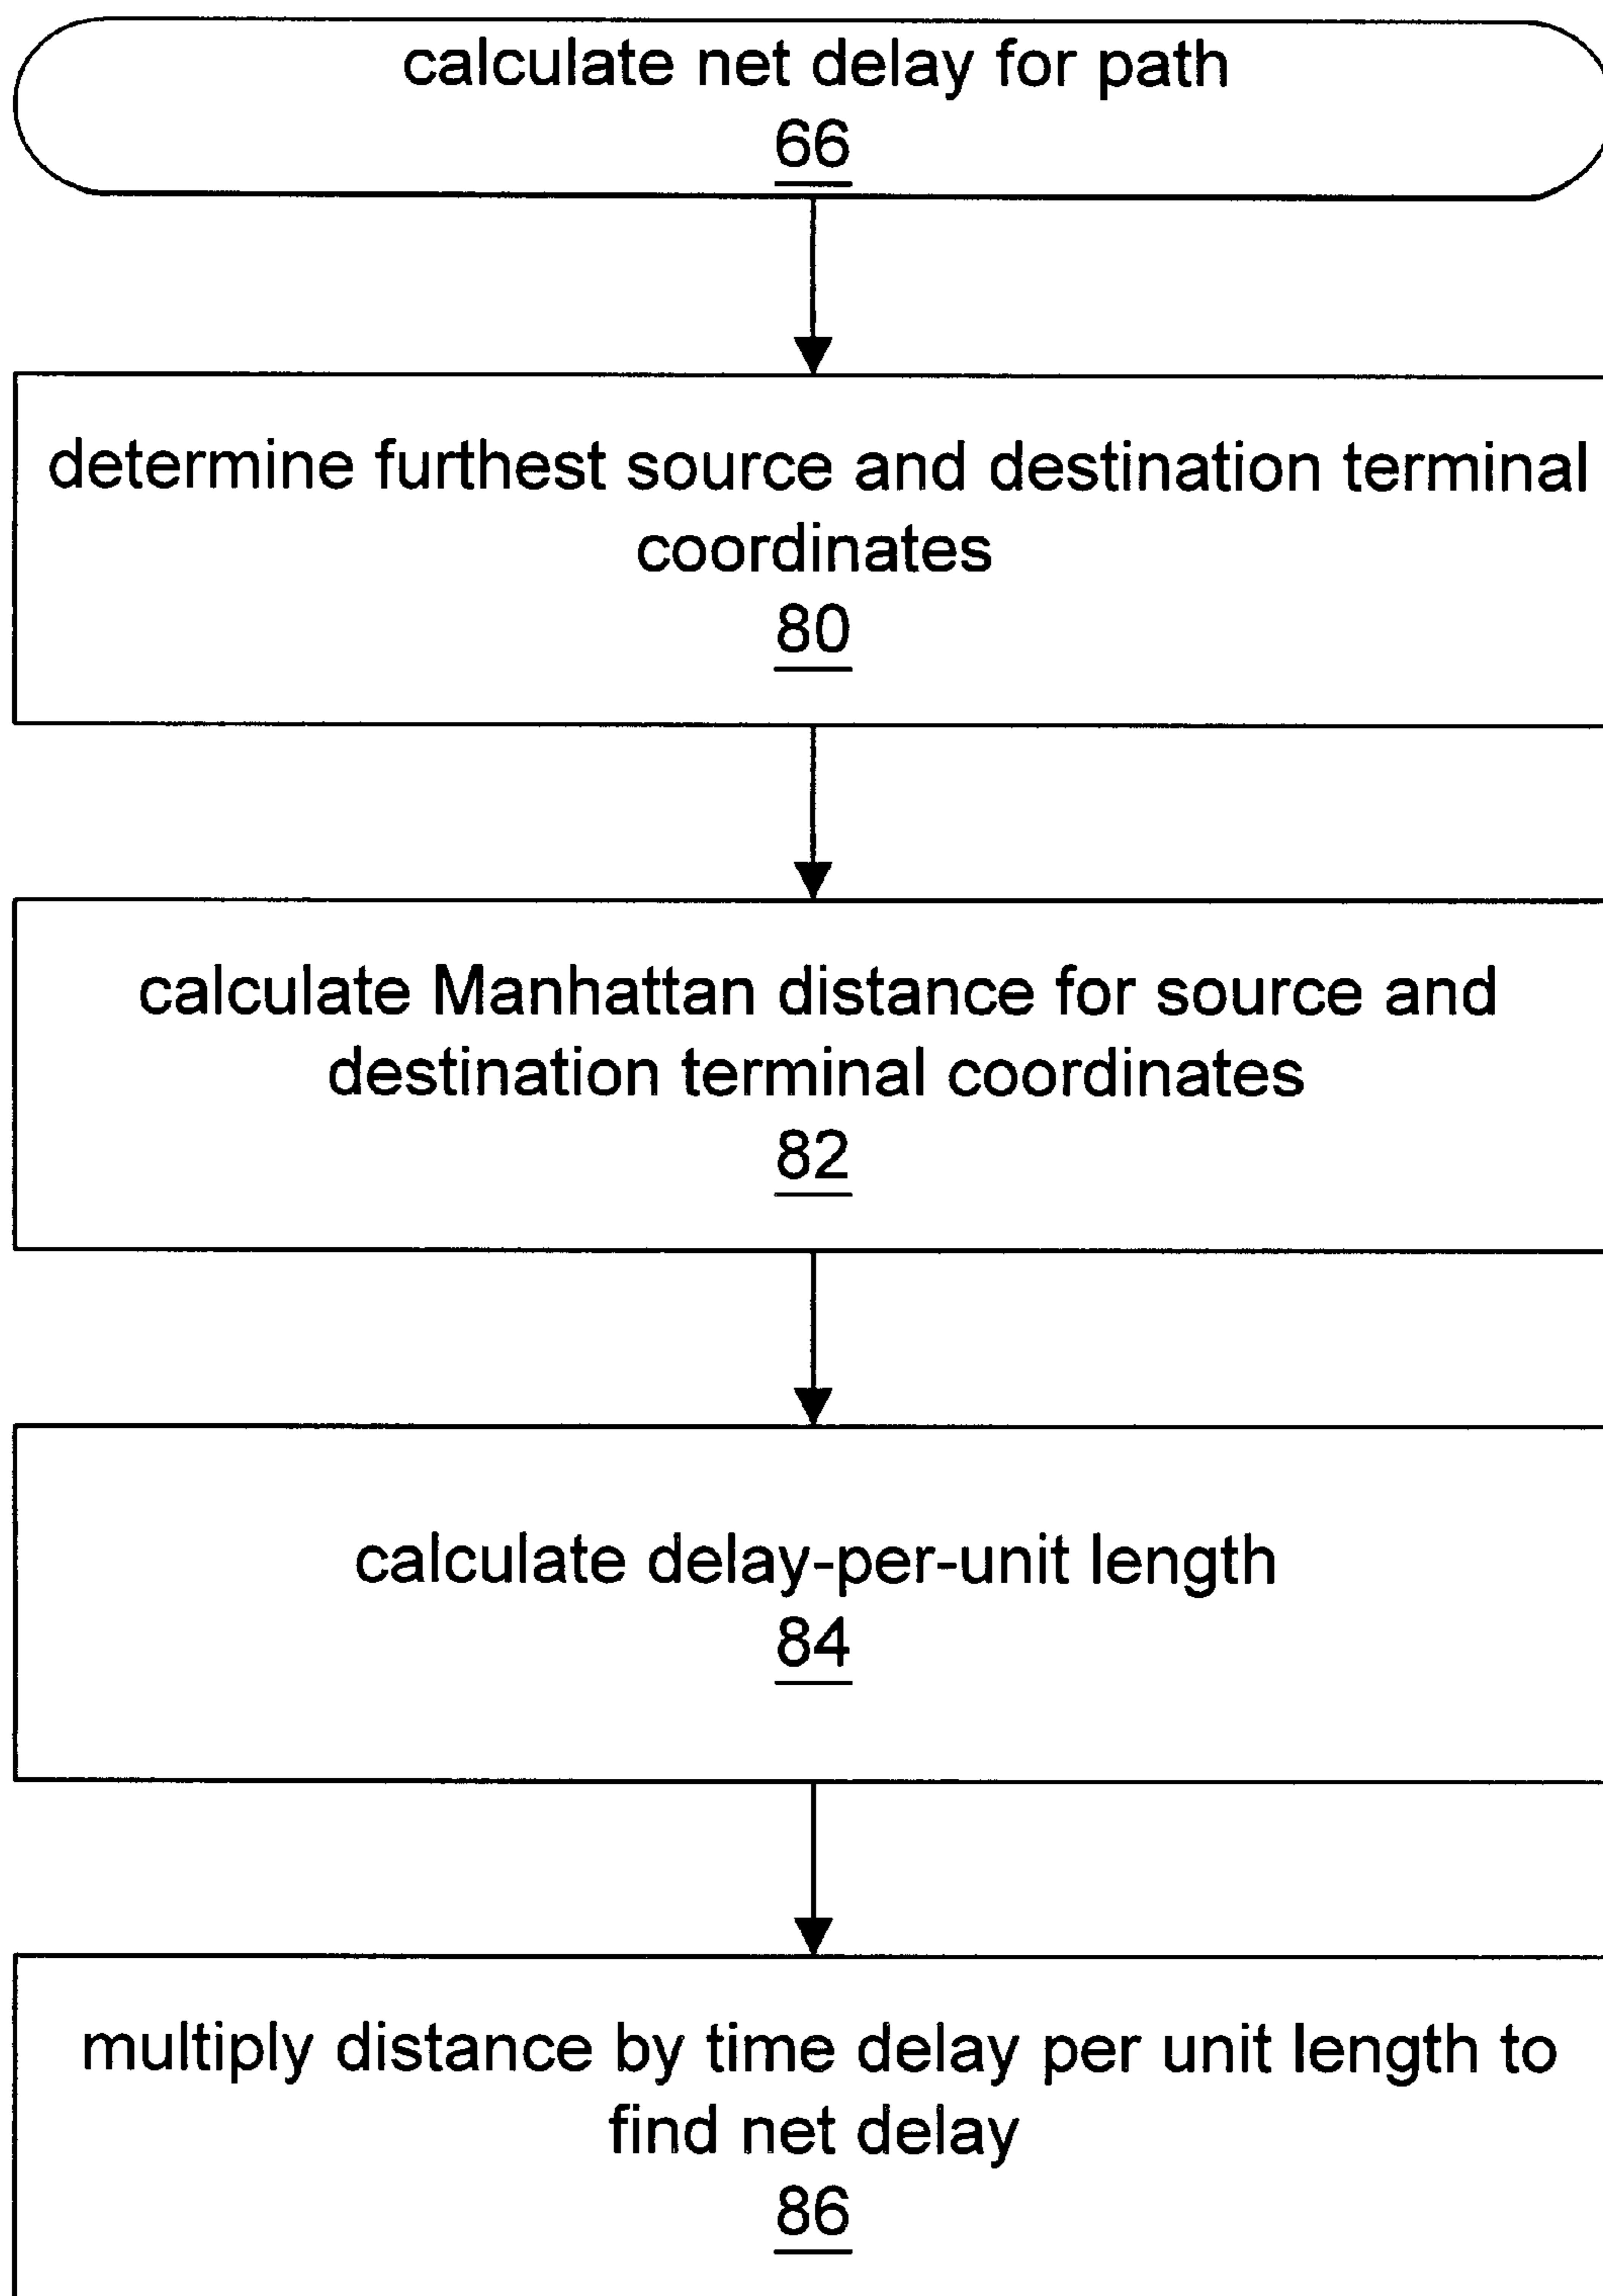 calculate net delay for path
66
determine furthest source and destination terminal
coordinates
80
calculate Manhattan distance for source and
destination terminal coordinates
82
calculate delay-per-unit length
84
multiply distance by time delay per unit length to
find net delay
86